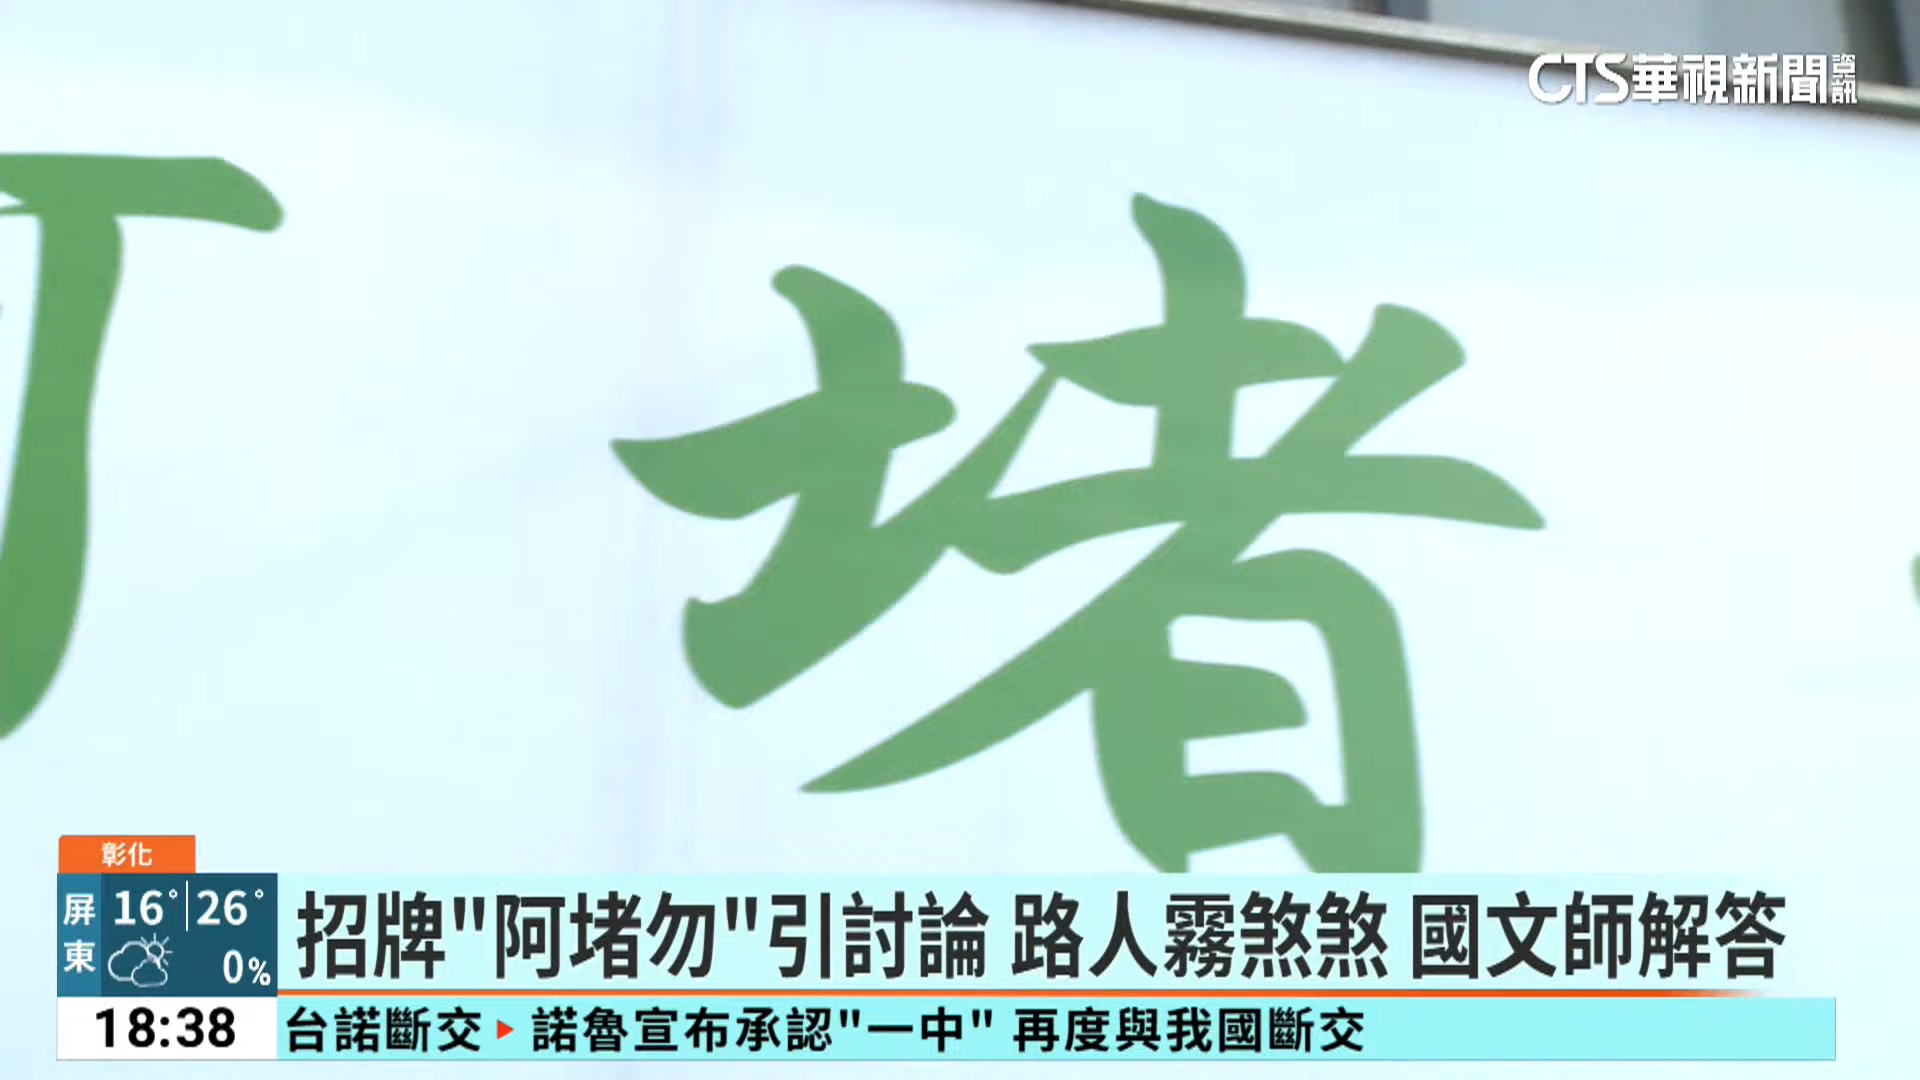 CTS華視新聞資訊
堵
彰化
屏東 16° 26° 0%
招牌"阿堵勿"引討論 路人霧煞煞 國文師解答
18:38 台諾斷交▶諾魯宣布承認"一中" 再度與我國斷交